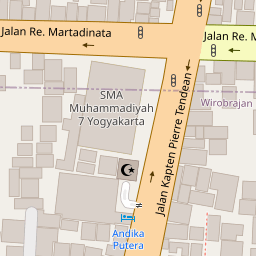 Jalan Re. Martadinata
Jalan Re. M
SMA
Muhammadiyah
7 Yogyakarta
Wirobrajan
Jalan Kapten Pierre Tendean
Andika
Putera